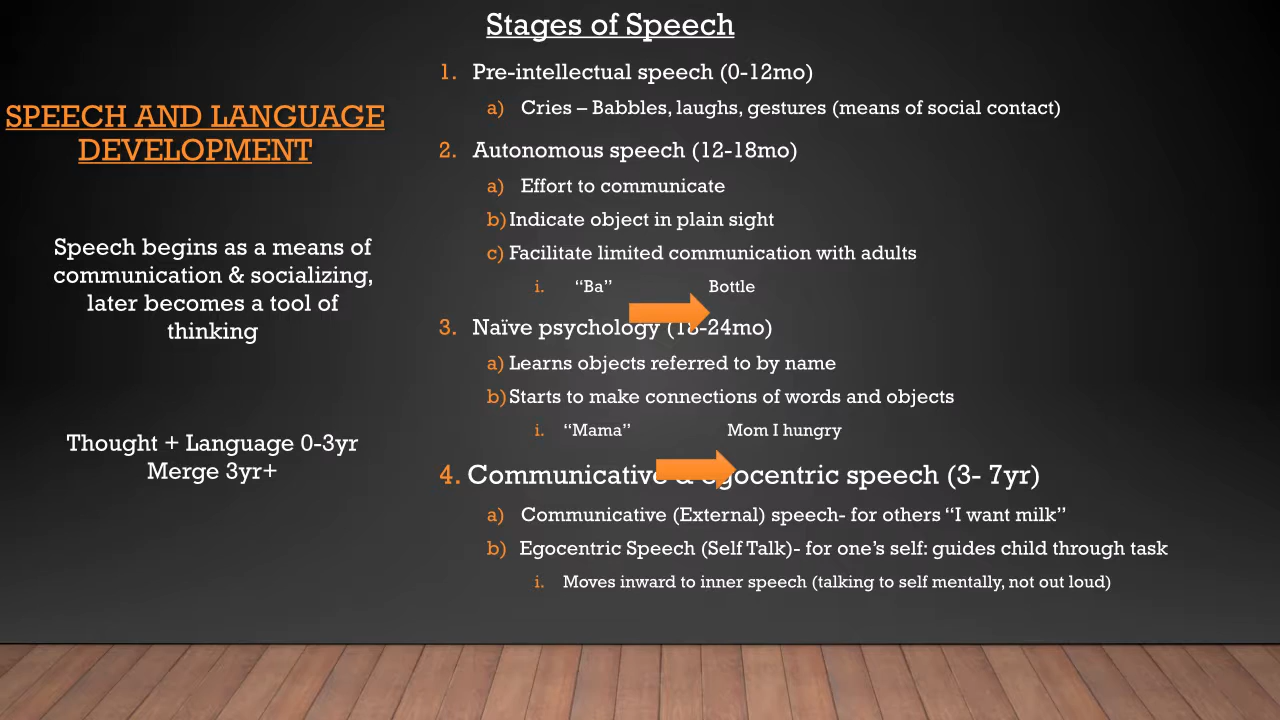 Stages of Speech
SPEECH AND LANGUAGE
DEVELOPMENT
Speech begins as a means of
communication & socializing,
later becomes a tool of
thinking
Thought + Language 0-3yr
Merge 3yr+
1. Pre-intellectual speech (0-12mo)
a) Cries – Babbles, laughs, gestures (means of social contact)
2. Autonomous speech (12-18mo)
a) Effort to communicate
b) Indicate object in plain sight
c) Facilitate limited communication with adults
i. “Ba” Bottle
3. Naïve psychology (18-24mo)
a) Learns objects referred to by name
b) Starts to make connections of words and objects
i. “Mama” Mom I hungry
4. Communicative & egocentric speech (3- 7yr)
a) Communicative (External) speech- for others “I want milk”
b) Egocentric Speech (Self Talk)- for one’s self: guides child through task
i. Moves inward to inner speech (talking to self mentally, not out loud)